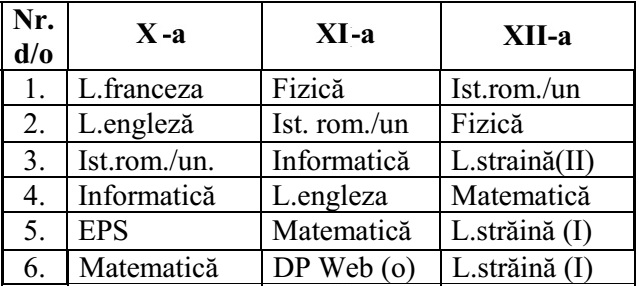 Nr. d/o X -a XI-a XII-a
1. L.franceza Fizică Ist.rom./un
2. L.engleză Ist. rom./un Fizică
3. Ist.rom./un. Informatică L.straină(II)
4. Informatică L.engleza Matematică
5. EPS Matematică L.străină (I)
6. Matematică DP Web (o) L.străină (I)